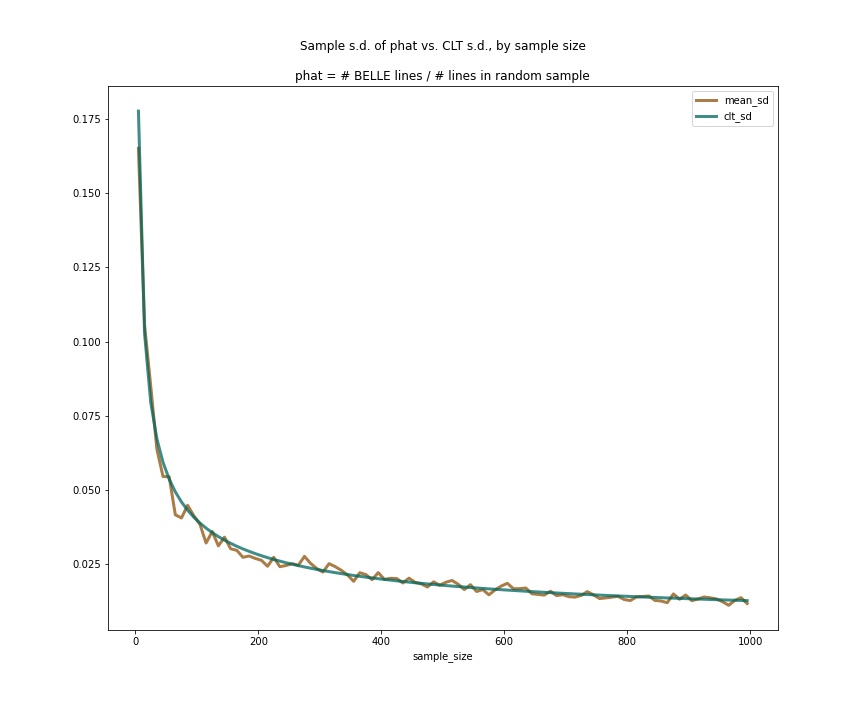 Sample s.d. of phat vs. CLT s.d., by sample size
phat = # BELLE lines / # lines in random sample
mean_sd
clt_sd
0.175
0.150
0.125
0.100
0.075
0.050
0.025
0 200 400 600 800 1000
sample_size